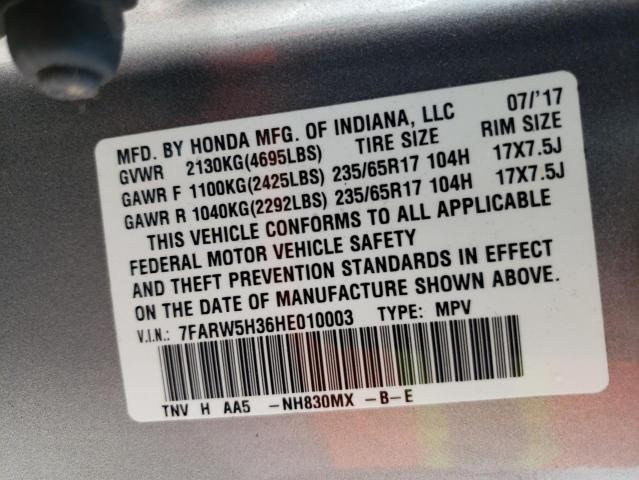 MFD. BY HONDA MFG. OF INDIANA, LLC 07/'17
GVWR 2130KG(4695LBS) TIRE SIZE RIM SIZE
GAWR F 1100KG(2425LBS) 235/65R17 104H 17X7.5J
GAWR R 1040KG(2292LBS) 235/65R17 104H 17X7.5J
THIS VEHICLE CONFORMS TO ALL APPLICABLE
FEDERAL MOTOR VEHICLE SAFETY
AND THEFT PREVENTION STANDARDS IN EFFECT
ON THE DATE OF MANUFACTURE SHOWN ABOVE.
V.I.N.: 7FARW5H36HE010003 TYPE: MPV
TNV H AA5 -NH830MX -B-E